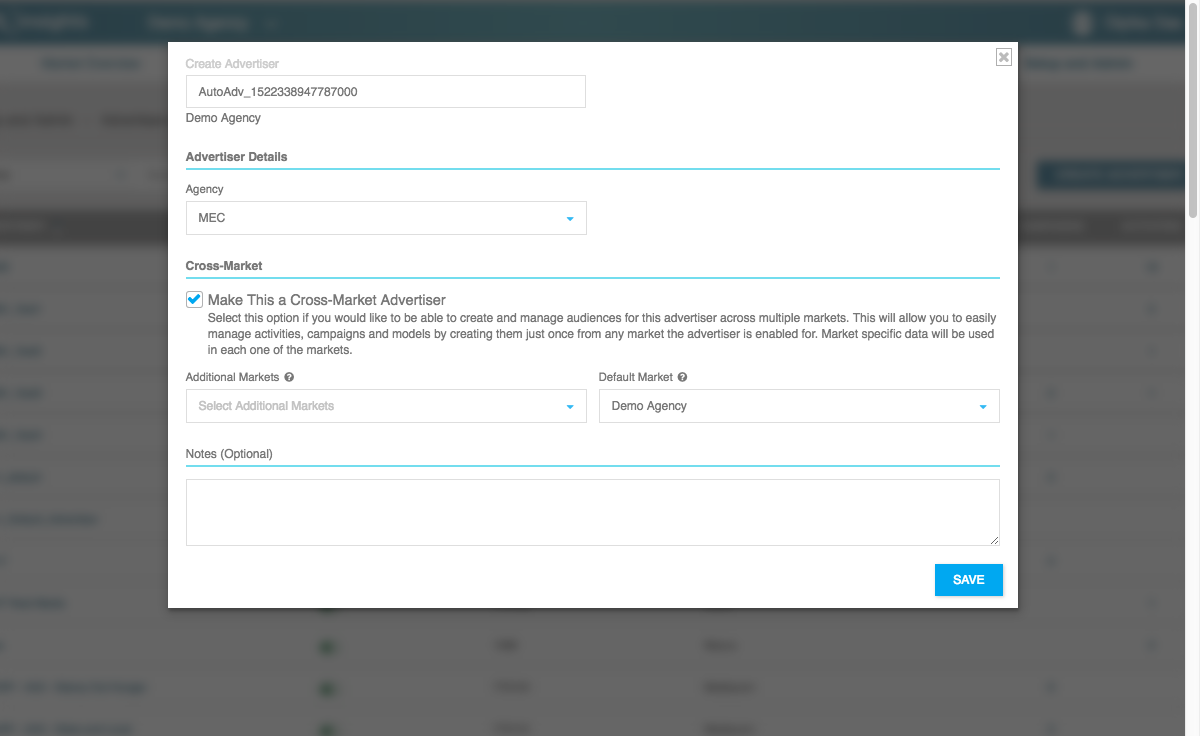 Insights
Demo Agency
Create Advertiser
AutoAdv_1522338947787000
Demo Agency
Advertiser Details
Agency
MEC
Cross-Market
Make This a Cross-Market Advertiser
Select this option if you would like to be able to create and manage audiences for this advertiser across multiple markets. This will allow you to easily
manage activities, campaigns and models by creating them just once from any market the advertiser is enabled for. Market specific data will be used
in each one of the markets.
Additional Markets
Default Market
Select Additional Markets
Demo Agency
Notes (Optional)
SAVE